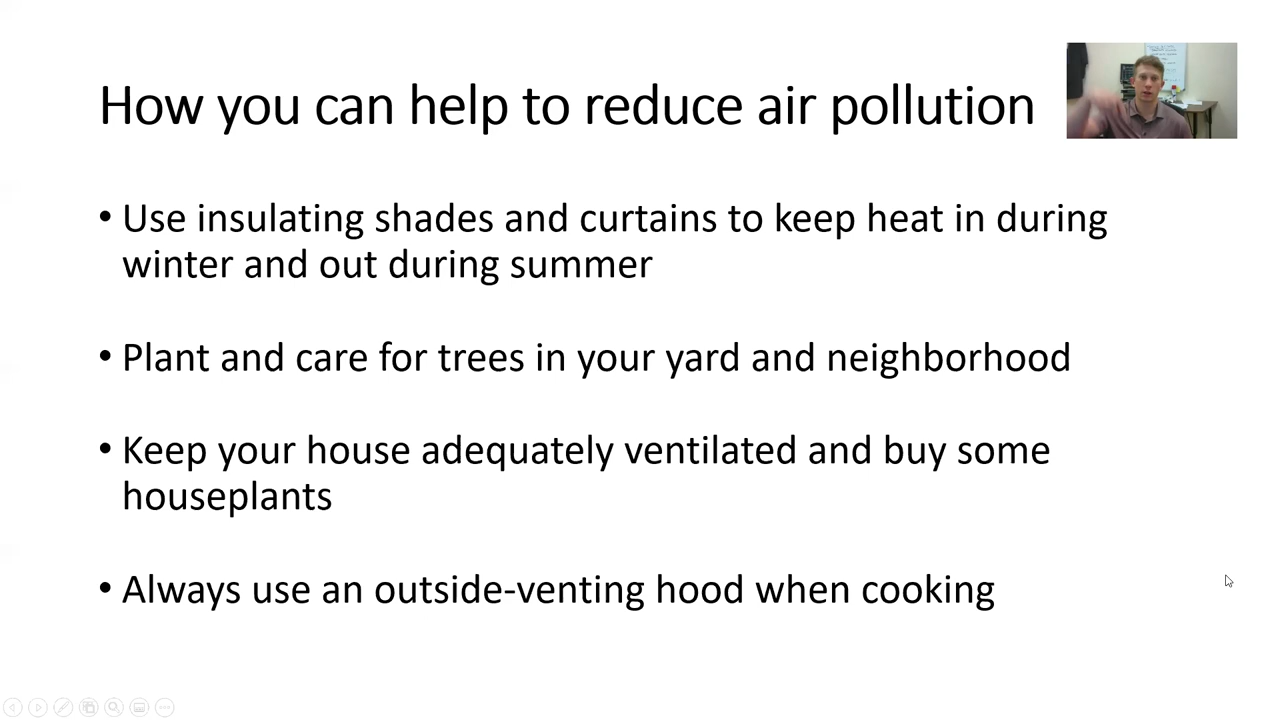 How you can help to reduce air pollution
• Use insulating shades and curtains to keep heat in during
winter and out during summer
• Plant and care for trees in your yard and neighborhood
• Keep your house adequately ventilated and buy some
houseplants
• Always use an outside-venting hood when cooking